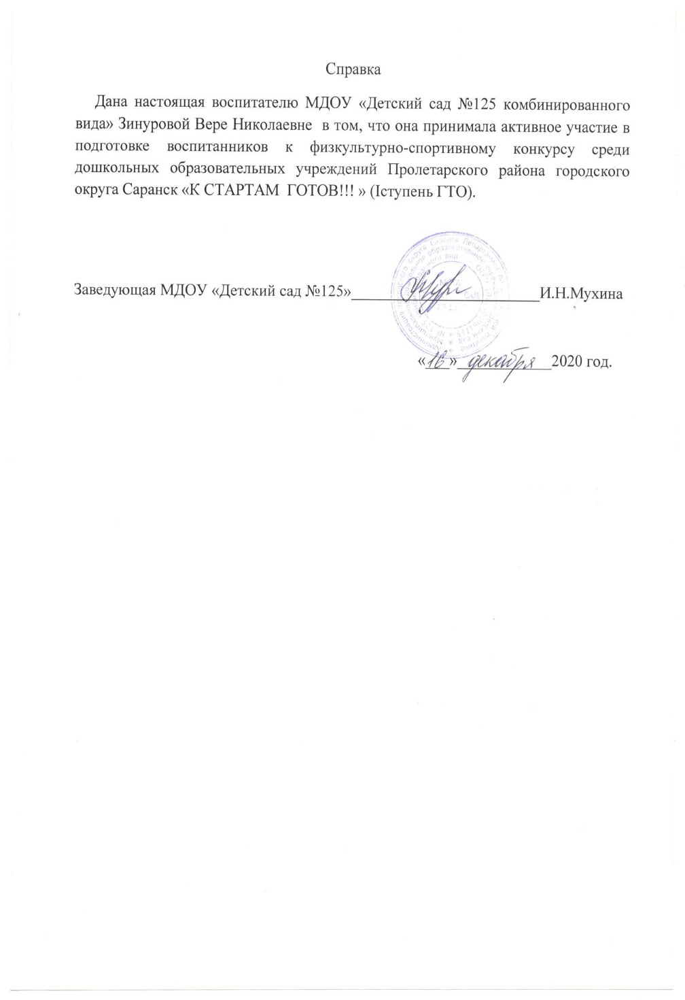 Справка
Дана настоящая воспитателю МДОУ «Детский сад №125 комбинированного
вида» Зинуровой Вере Николаевне в том, что она принимала активное участие в
подготовке воспитанников к физкультурно-спортивному конкурсу среди
дошкольных образовательных учреждений Пролетарского района городского
округа Саранск «К СТАРТАМ ГОТОВ!!! » (Iступень ГТО).
Заведующая МДОУ «Детский сад №125»______________________И.Н.Мухина
«16» декабря 2020 год.